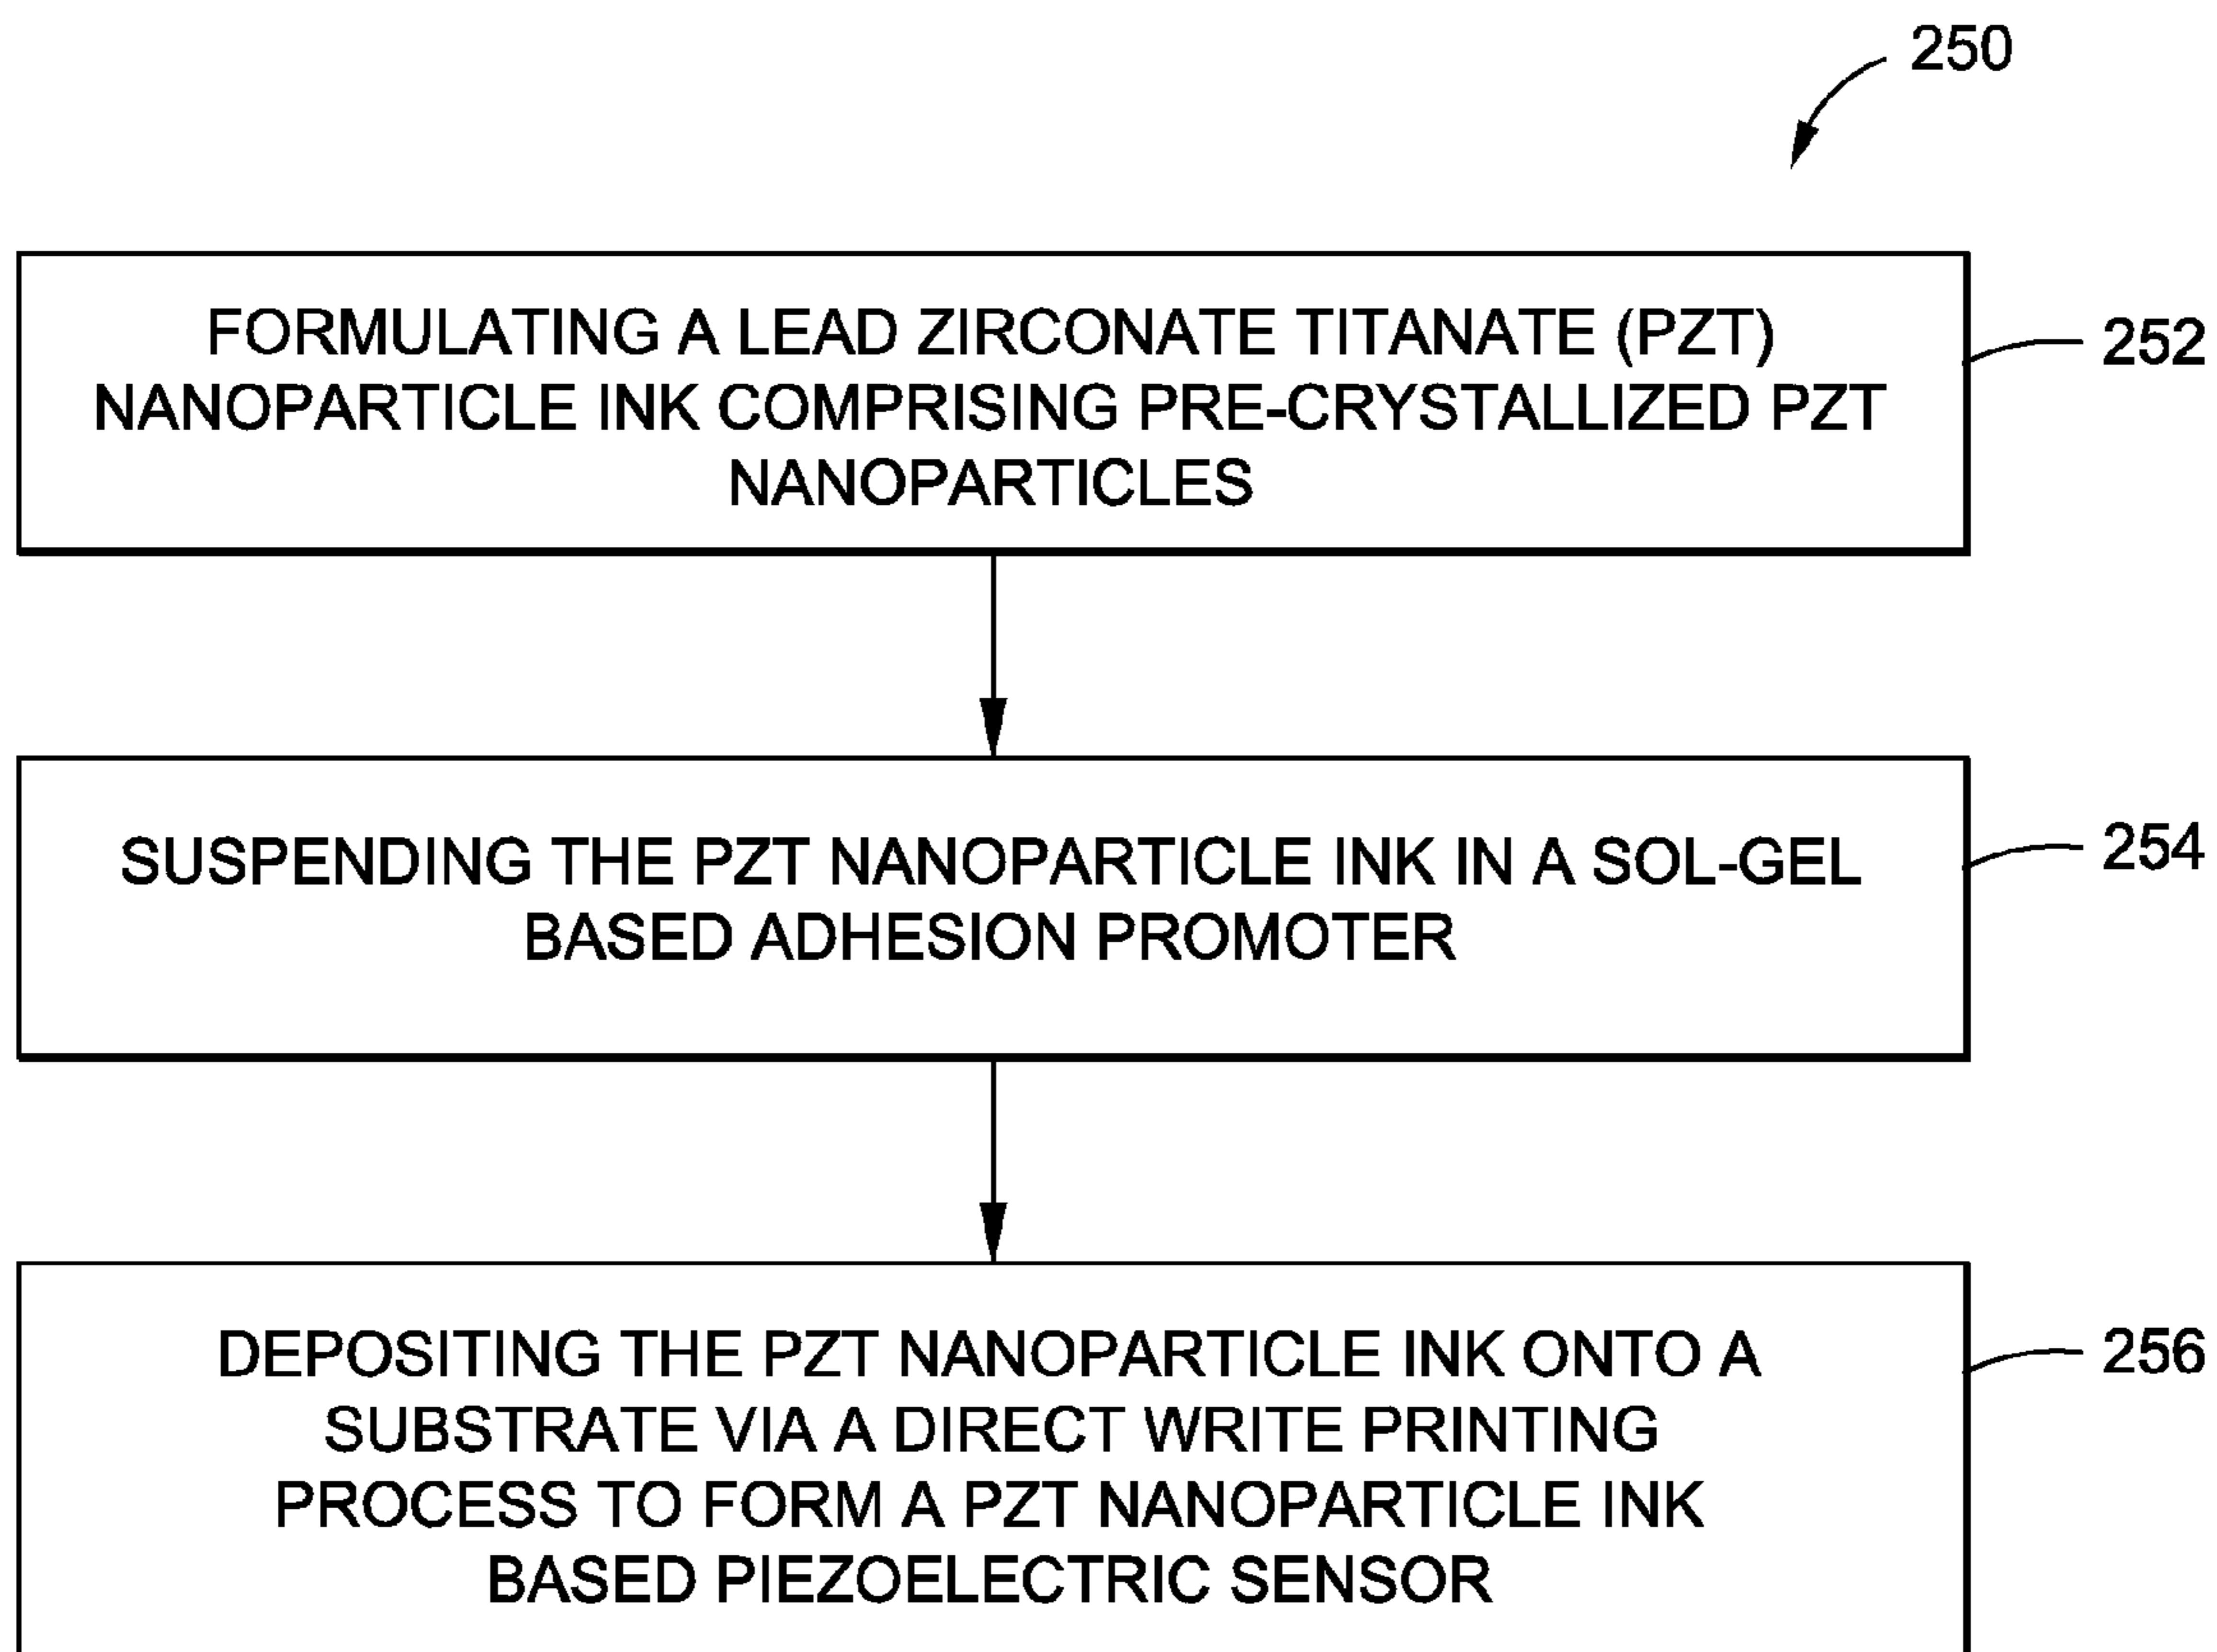 250
FORMULATING A LEAD ZIRCONATE TITANATE (PZT)
NANOPARTICLE INK COMPRISING PRE-CRYSTALLIZED PZT
NANOPARTICLES
252
SUSPENDING THE PZT NANOPARTICLE INK IN A SOL-GEL
BASED ADHESION PROMOTER
254
DEPOSITING THE PZT NANOPARTICLE INK ONTO A
SUBSTRATE VIA A DIRECT WRITE PRINTING
PROCESS TO FORM A PZT NANOPARTICLE INK
BASED PIEZOELECTRIC SENSOR
256